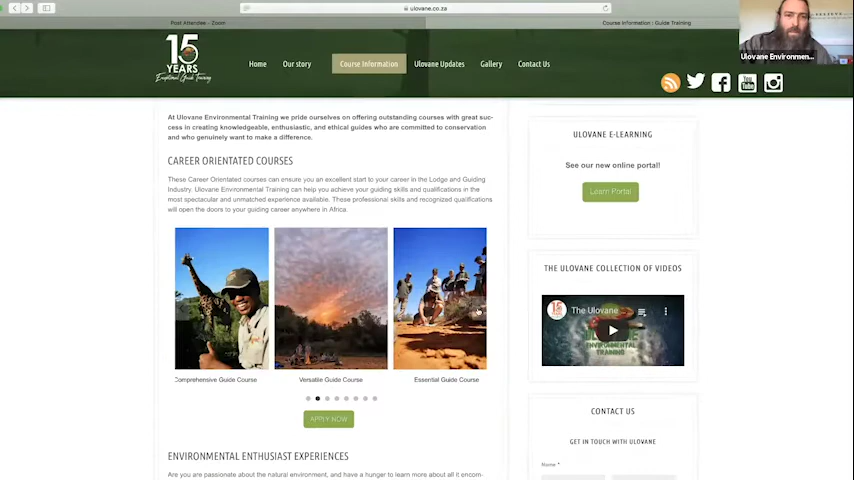 ulovane.co.za
Post Attendee - Zoom
Course Information : Guide Training
15
YEARS
Exceptional Guide Training
Home
Our story
Course Information
Ulovane Updates
Gallery
Contact Us
You
Tube
Ulovane Environmen...
At Ulovane Environmental Training we pride ourselves on offering outstanding courses with great suc-
cess in creating knowledgeable, enthusiastic, and ethical guides who are committed to conservation
and who genuinely want to make a difference.
CAREER ORIENTATED COURSES
These Career Orientated courses can ensure you an excellent start to your career in the Lodge and Guiding
Industry. Ulovane Environmental Training can help you achieve your guiding skills and qualifications in the
most spectacular and unmatched experience available. These professional skills and recognized qualifications
will open the doors to your guiding career anywhere in Africa.
Comprehensive Guide Course
Versatile Guide Course
Essential Guide Course
APPLY NOW
ENVIRONMENTAL ENTHUSIAST EXPERIENCES
Are you passionate about the natural environment, and have a hunger to learn more about all it encom-
ULOVANE E-LEARNING
See our new online portal!
Learn Portal
THE ULOVANE COLLECTION OF VIDEOS
15
The Ulovane
ULOVANE
ENVIRONMENTAL
TRAINING
CONTACT US
GET IN TOUCH WITH ULOVANE
Name *